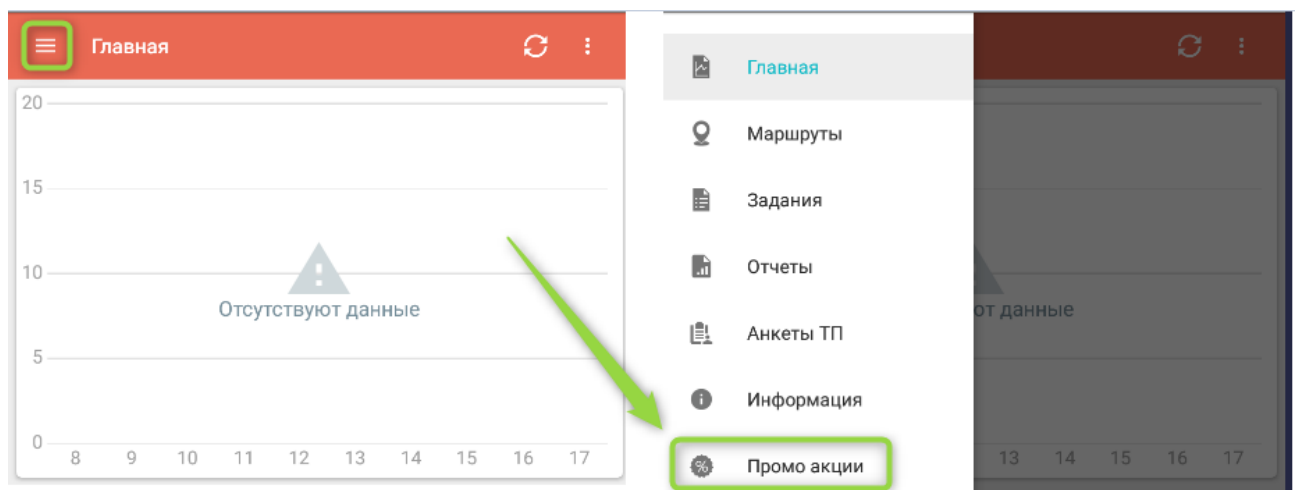 Главная
20
15
10
Отсутствуют данные
5
0
8 9 10 11 12 13 14 15 16 17
Главная
Маршруты
Задания
Отчеты
Анкеты ТП
Информация
% Промо акции
от данные
13 14 15 16 17